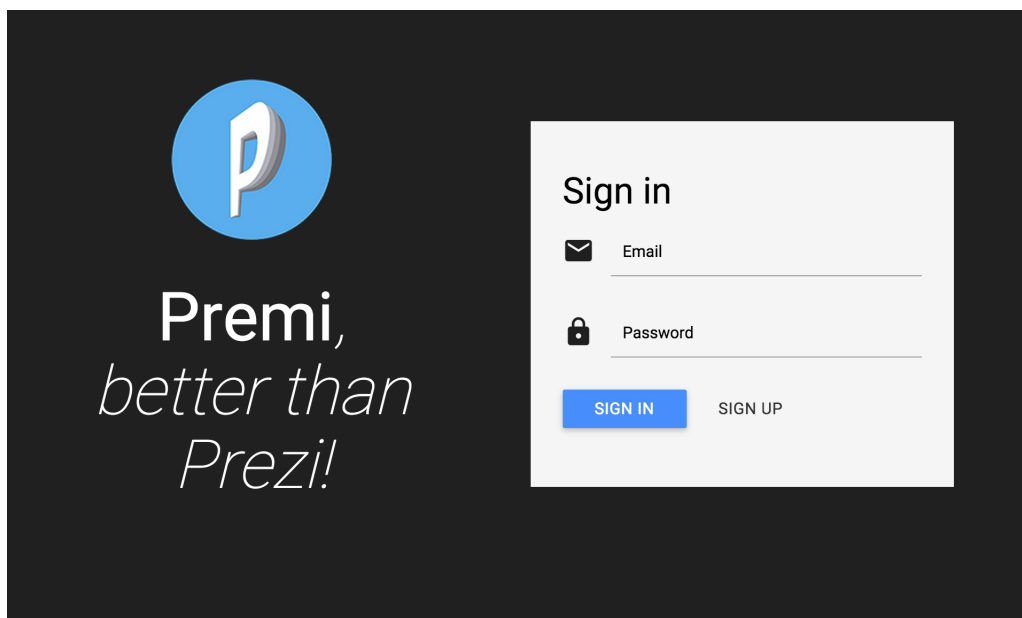 P
Premi,
better than
Prezi!
Sign in
Email
Password
SIGN IN
SIGN UP